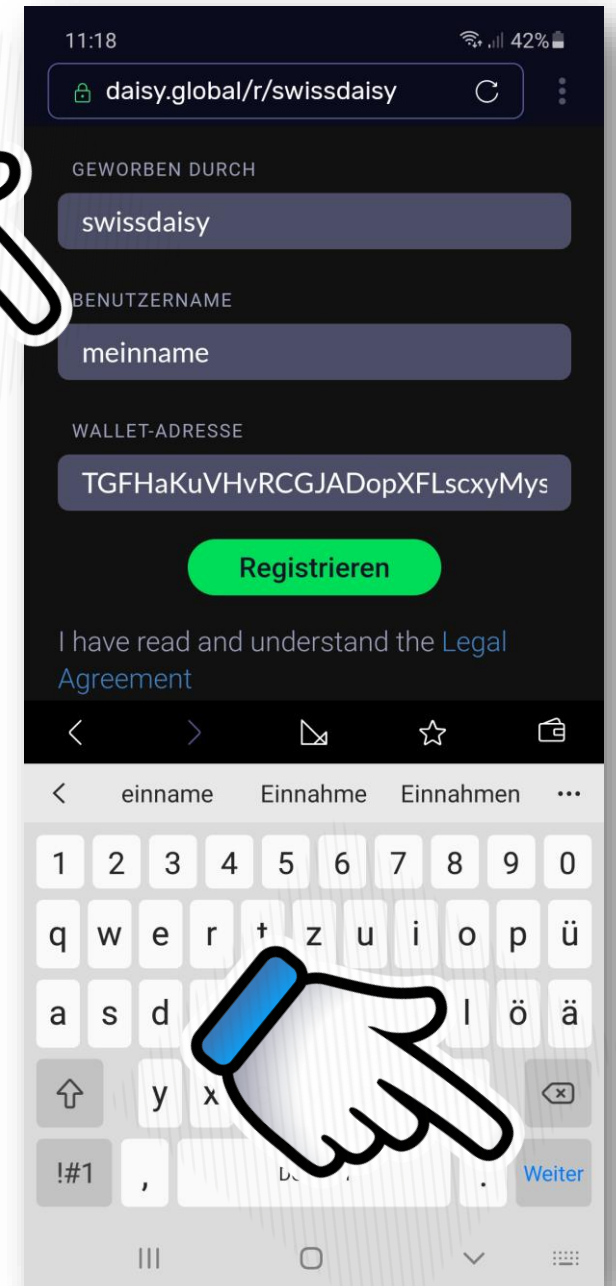 11:18 42%
daisy.global/r/swissdaisy
GEWORBEN DURCH
swissdaisy
BENUTZERNAME
meinname
WALLET-ADRESSE
TGFHaKuVHvRCGJADopXFLscxyMys
Registrieren
I have read and understand the Legal
Agreement
einname Einnahme Einnahmen ...
1 2 3 4 5 6 7 8 9 0
q w e r t z u i o p ü
a s d l ö ä
y x
!#1 , . Weiter